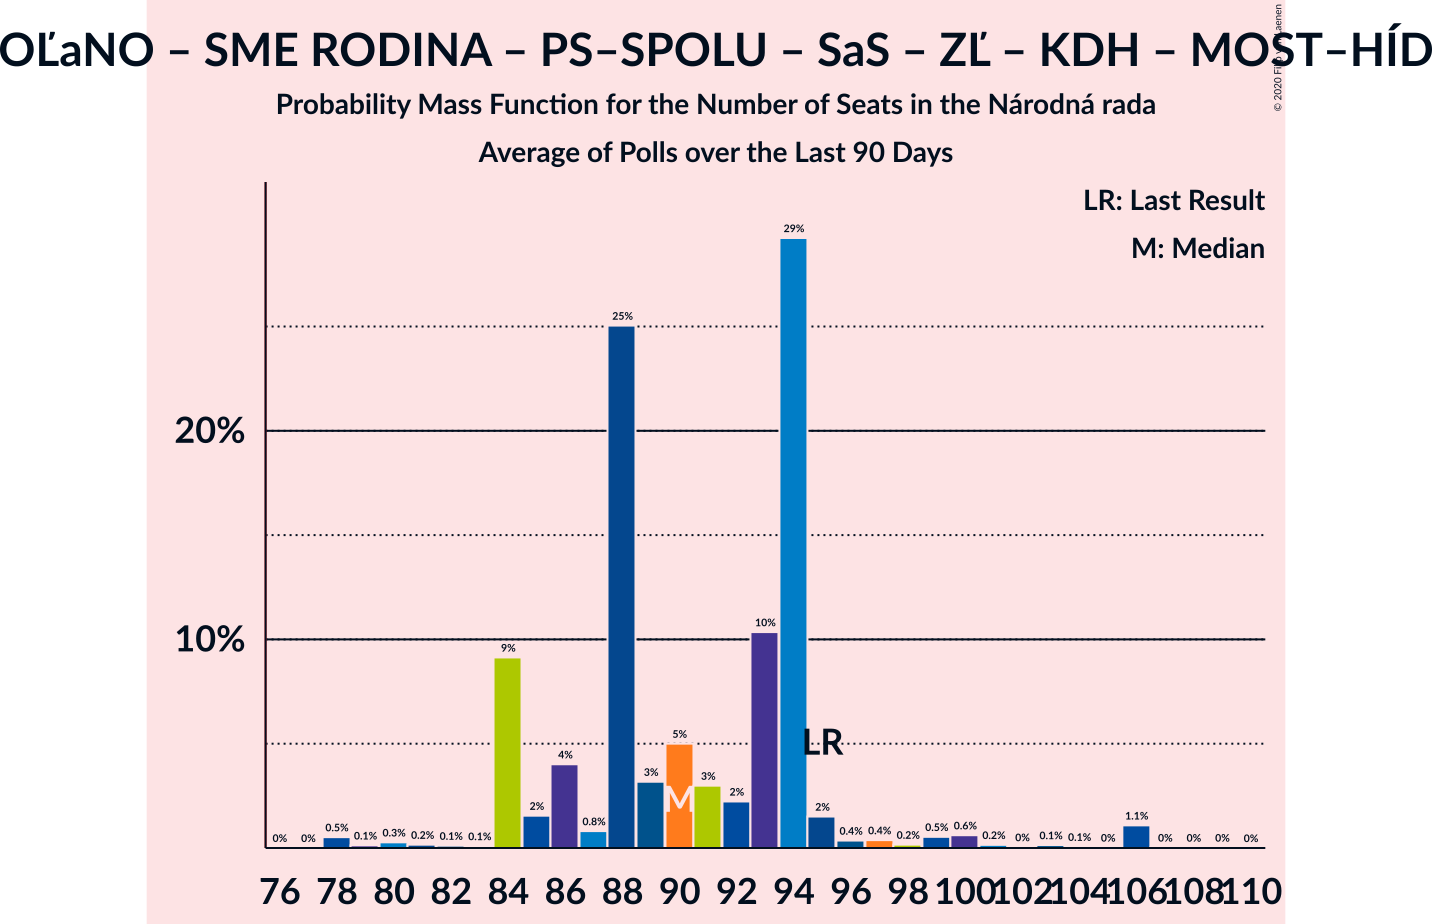 OĽaNO – SME RODINA – PS–SPOLU – SaS – ZĽ – KDH – MOST–HÍD
Probability Mass Function for the Number of Seats in the Národná rada
Average of Polls over the Last 90 Days
© 2020
LR: Last Result
M: Median
29%
25%
20%
10%
10%
9%
LR
5%
4%
3%
M
3%
2%
2%
2%
1.1%
0% 0% 0.5% 0.1% 0.3% 0.2% 0.1% 0.1% 0.8% 0.4% 0.4% 0.2% 0.5% 0.6% 0.2% 0% 0.1% 0.1% 0% 0% 0% 0% 0%
76 78 80 82 84 86 88 90 92 94 96 98 100 102 104 106 108 110